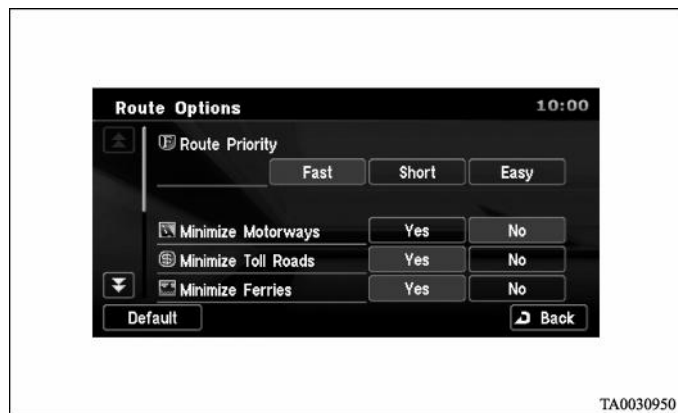 Route Options 10:00
Route Priority
Fast Short Easy
Minimize Motorways Yes No
Minimize Toll Roads Yes No
Minimize Ferries Yes No
Default Back
TA0030950